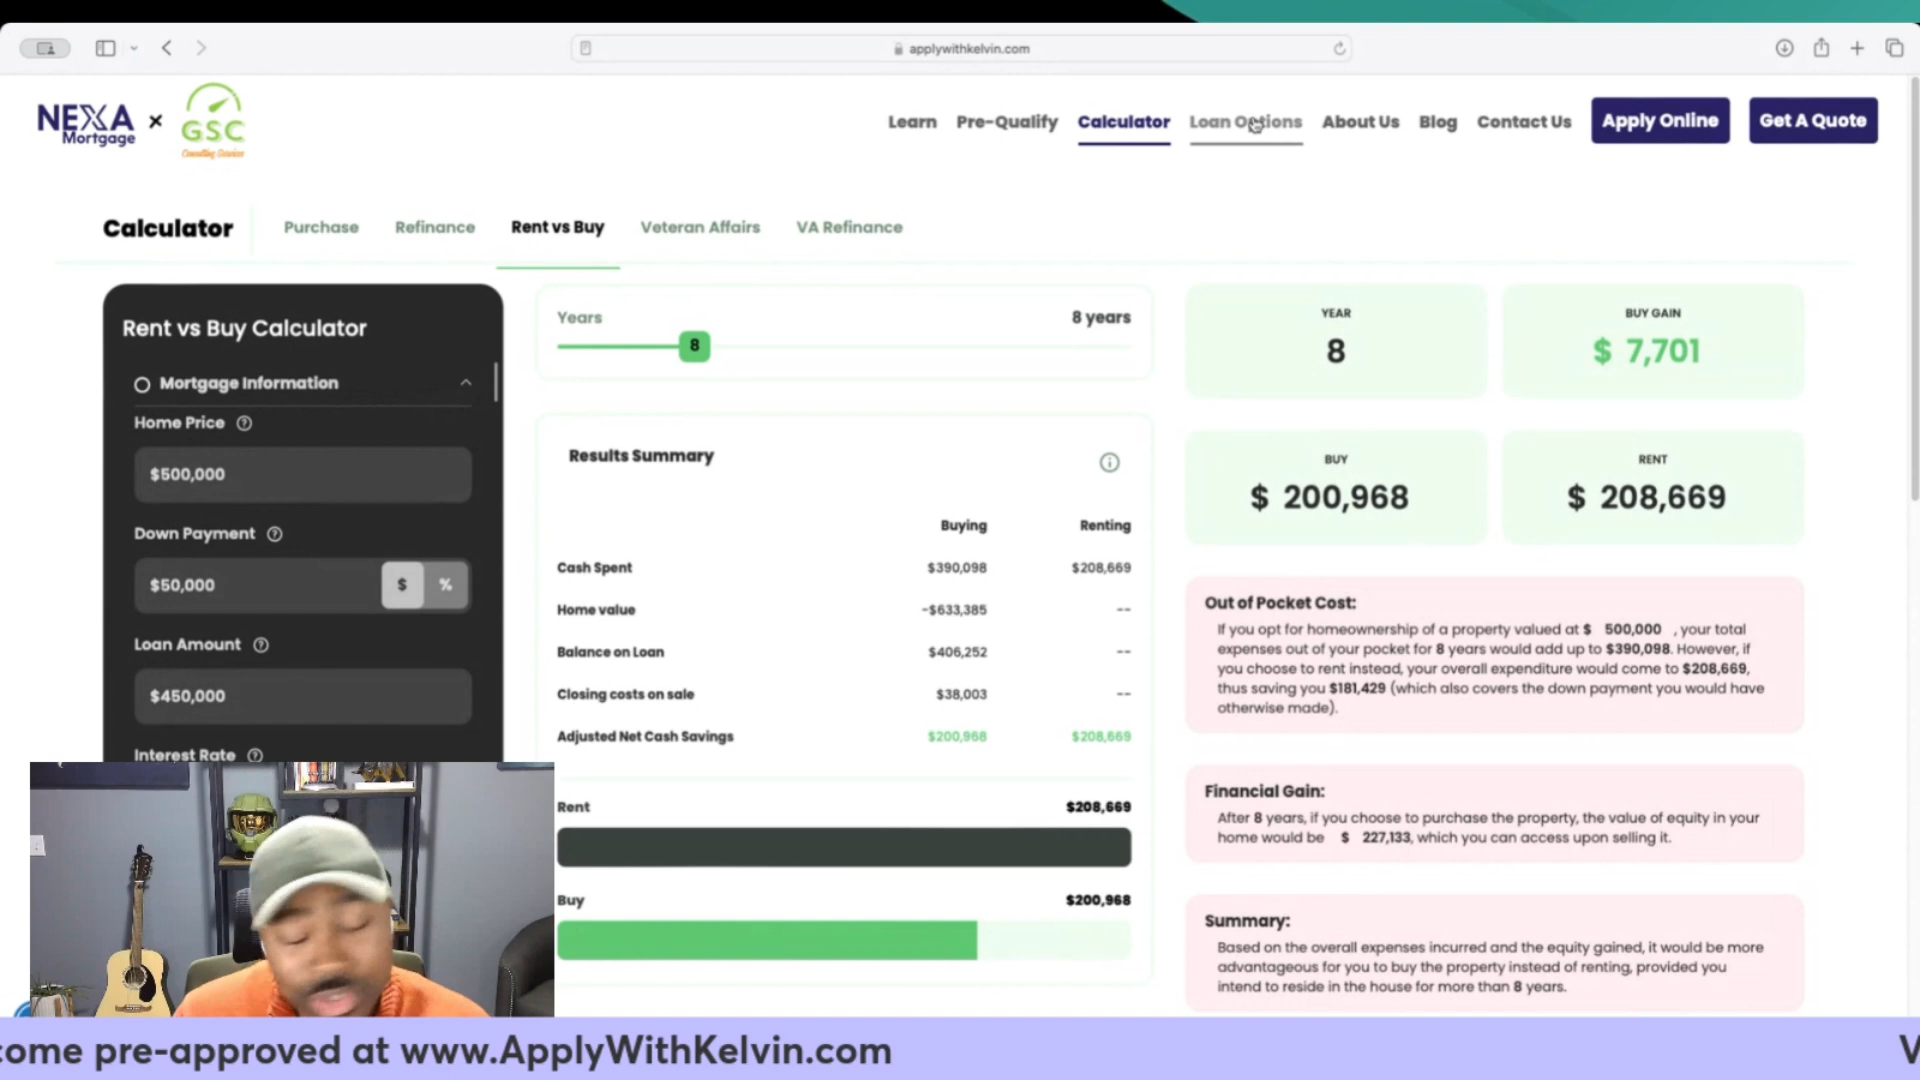 applywithkelvin.com
NEXA
Mortgage
×
GSC
Consulting Services
Learn Pre-Qualify Calculator Loan Options About Us Blog Contact Us Apply Online Get A Quote
Calculator Purchase Refinance Rent vs Buy Veteran Affairs VA Refinance
Rent vs Buy Calculator
Mortgage Information
Home Price ?
$500,000
Down Payment ?
$50,000 $ %
Loan Amount ?
$450,000
Interest Rate ?
Years 8 years
8
Results Summary
Buying Renting
Cash Spent $390,098 $208,669
Home value -$633,385 --
Balance on Loan $406,252 --
Closing costs on sale $38,003 --
Adjusted Net Cash Savings $200,968 $208,669
Rent $208,669
Buy $200,968
YEAR
8
BUY GAIN
$ 7,701
BUY
$ 200,968
RENT
$ 208,669
Out of Pocket Cost:
If you opt for homeownership of a property valued at $ 500,000 , your total
expenses out of your pocket for 8 years would add up to $390,098. However, if
you choose to rent instead, your overall expenditure would come to $208,669,
thus saving you $181,429 (which also covers the down payment you would have
otherwise made).
Financial Gain:
After 8 years, if you choose to purchase the property, the value of equity in your
home would be $ 227,133, which you can access upon selling it.
Summary:
Based on the overall expenses incurred and the equity gained, it would be more
advantageous for you to buy the property instead of renting, provided you
intend to reside in the house for more than 8 years.
come pre-approved at www.ApplyWithKelvin.com V